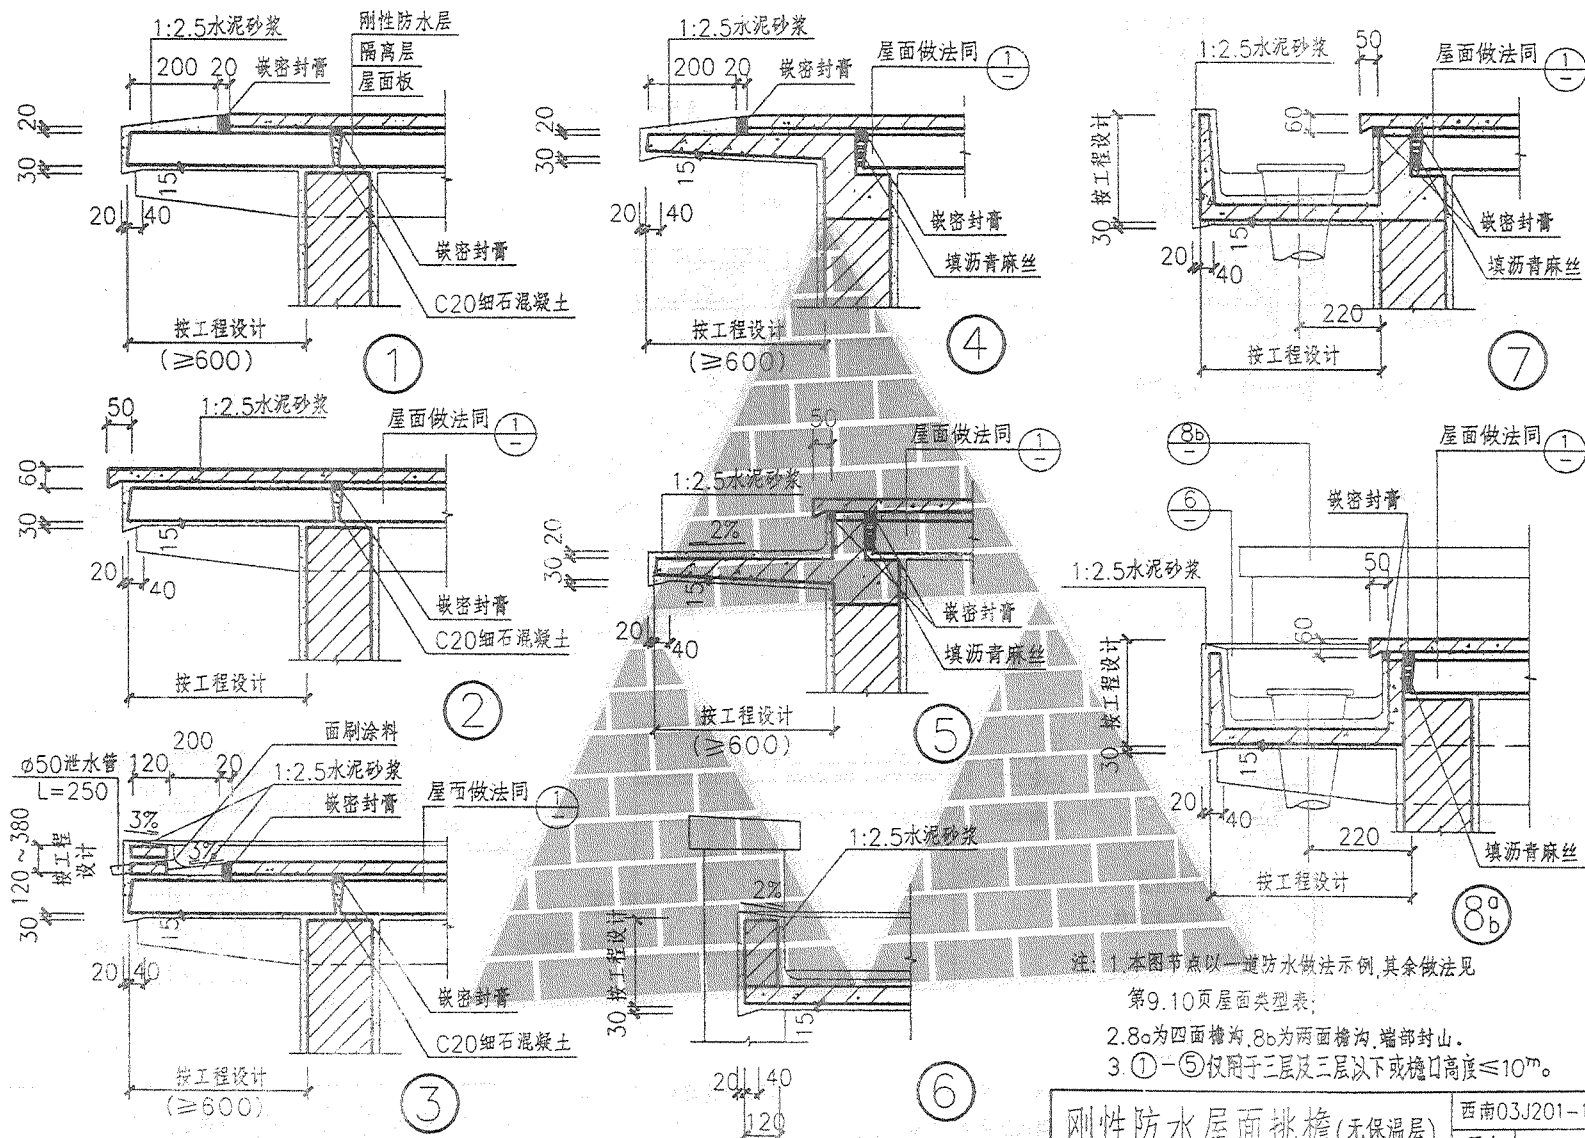 1:2.5水泥砂浆
刚性防水层
隔离层
屋面板
200 20
嵌密封膏
20
30
15
20
40
嵌密封膏
C20细石混凝土
按工程设计
(≥600)
1
1:2.5水泥砂浆
屋面做法同 1
200 20
嵌密封膏
20
30
15
20
40
嵌密封膏
填沥青麻丝
按工程设计
(≥600)
4
1:2.5水泥砂浆
50
屋面做法同 1
60
按工程设计
30
15
20
40
嵌密封膏
填沥青麻丝
220
按工程设计
7
50
1:2.5水泥砂浆
屋面做法同 1
60
30
15
20
40
嵌密封膏
C20细石混凝土
按工程设计
2
50
屋面做法同 1
1:2.5水泥砂浆
2%
20
30
15
20
40
嵌密封膏
填沥青麻丝
按工程设计
(≥600)
5
8b
屋面做法同 1
6
嵌密封膏
50
1:2.5水泥砂浆
60
按工程设计
30
15
20
40
220
填沥青麻丝
按工程设计
8a
b
面刷涂料
200
ø50泄水管
120
20
L=250
1:2.5水泥砂浆
嵌密封膏
屋面做法同 1
3%
3%
120~380
按工程
设计
30
15
20
40
嵌密封膏
C20细石混凝土
按工程设计
(≥600)
3
1:2.5水泥砂浆
2%
按工程设计
30
15
20
40
120
6
注: 1.本图节点以一道防水做法示例,其余做法见
第9.10页屋面类型表;
2.8a为四面檐沟,8b为两面檐沟,端部封山.
3.①-⑤仅用于三层及三层以下或檐口高度≤10m。
刚性防水屋面挑檐(无保温层)
西南03J201-1